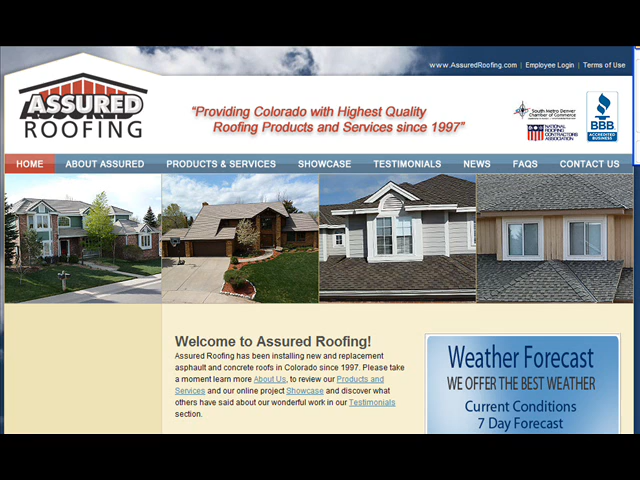 www.AssuredRoofing.com | Employee Login | Terms of Use
ASSURED
ROOFING
"Providing Colorado with Highest Quality
Roofing Products and Services since 1997"
South Metro Denver
Chamber of Commerce
NATIONAL
ROOFING
CONTRACTORS
ASSOCIATION
BBB
ACCREDITED
BUSINESS
HOME ABOUT ASSURED PRODUCTS & SERVICES SHOWCASE TESTIMONIALS NEWS FAQS CONTACT US
Welcome to Assured Roofing!
Assured Roofing has been installing new and replacement
asphalt and concrete roofs in Colorado since 1997. Please take
a moment learn more About Us, to review our Products and
Services and our online project Showcase and discover what
others have said about our wonderful work in our Testimonials
section.
Weather Forecast
WE OFFER THE BEST WEATHER
Current Conditions
7 Day Forecast